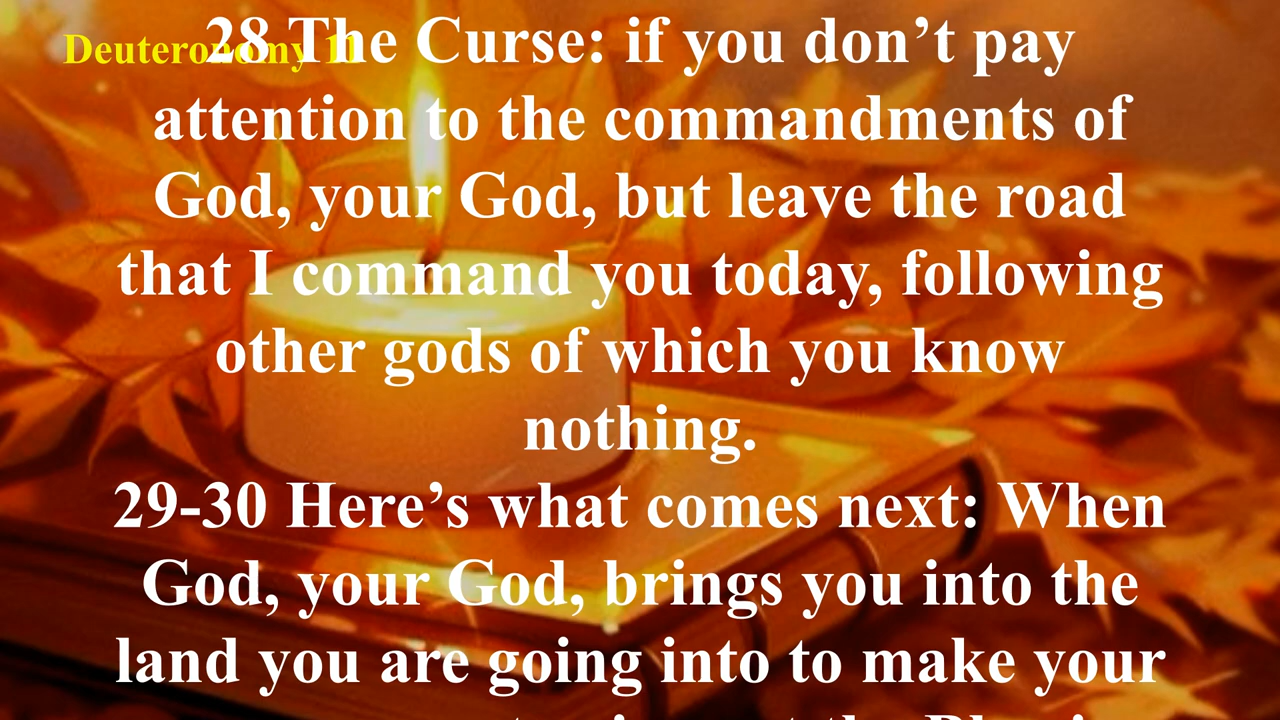 Deuteronomy 11
28 The Curse: if you don’t pay
attention to the commandments of
God, your God, but leave the road
that I command you today, following
other gods of which you know
nothing.
29-30 Here’s what comes next: When
God, your God, brings you into the
land you are going into to make your